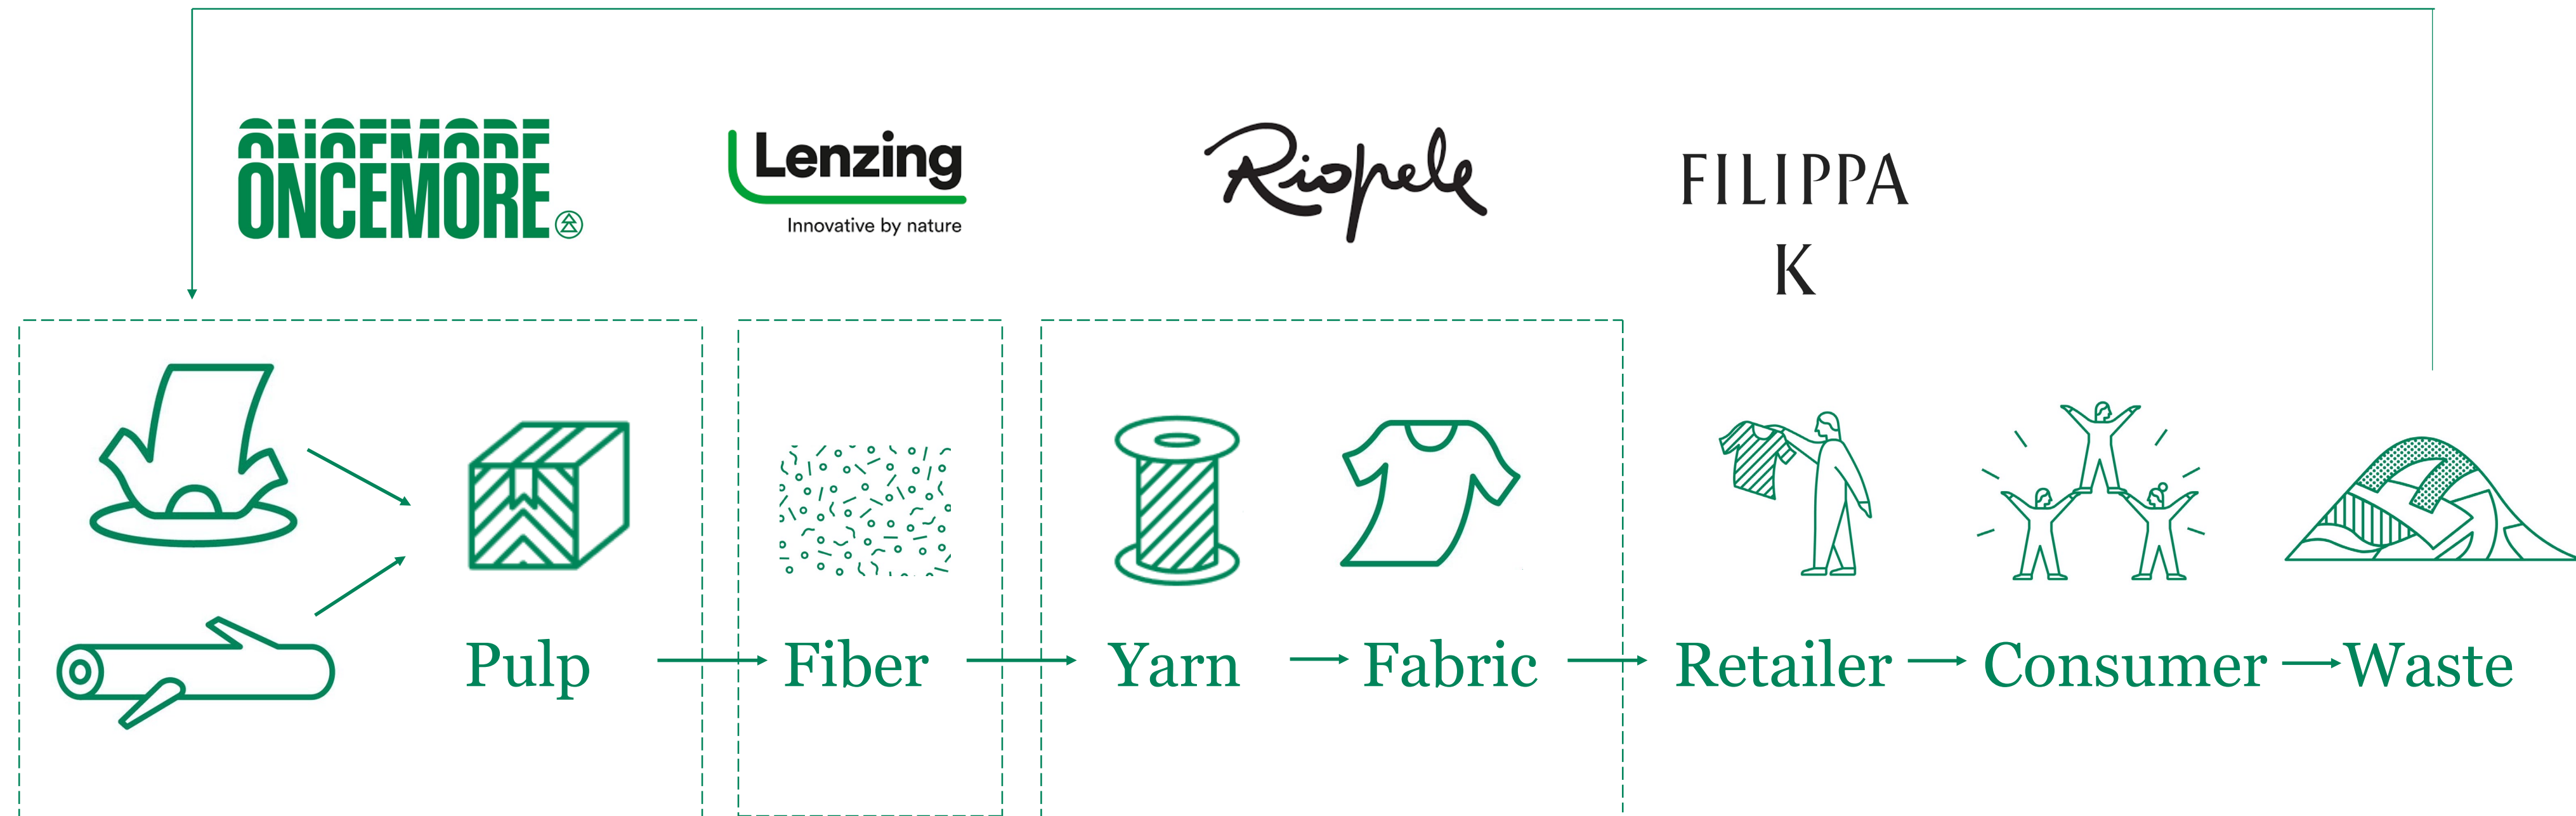 ONCEMORE
Lenzing
Innovative by nature
Riopele
FILIPPA
K
Pulp
Fiber
Yarn
Fabric
Retailer
Consumer
Waste